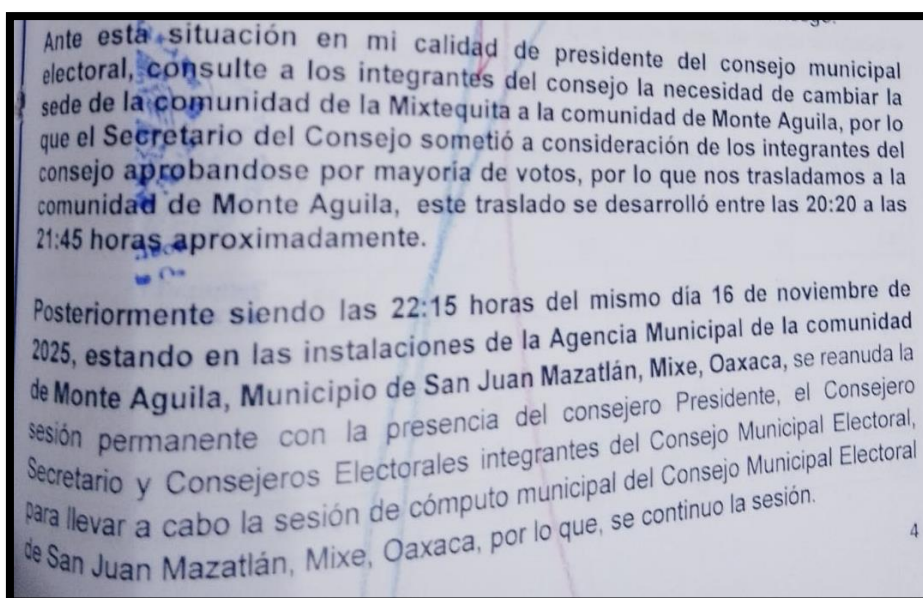 Ante esta situación en mi calidad de presidente del consejo municipal
electoral, consulte a los integrantes del consejo la necesidad de cambiar la
sede de la comunidad de la Mixtequita a la comunidad de Monte Aguila, por lo
que el Secretario del Consejo sometió a consideración de los integrantes del
consejo aprobandose por mayoría de votos, por lo que nos trasladamos a la
comunidad de Monte Aguila, este traslado se desarrolló entre las 20:20 a las
21:45 horas aproximadamente.
Posteriormente siendo las 22:15 horas del mismo día 16 de noviembre de
2025, estando en las instalaciones de la Agencia Municipal de la comunidad
de Monte Aguila, Municipio de San Juan Mazatlán, Mixe, Oaxaca, se reanuda la
sesión permanente con la presencia del consejero Presidente, el Consejero
Secretario y Consejeros Electorales integrantes del Consejo Municipal Electoral,
para llevar a cabo la sesión de cómputo municipal del Consejo Municipal Electoral
de San Juan Mazatlán, Mixe, Oaxaca, por lo que, se continuo la sesión.
4